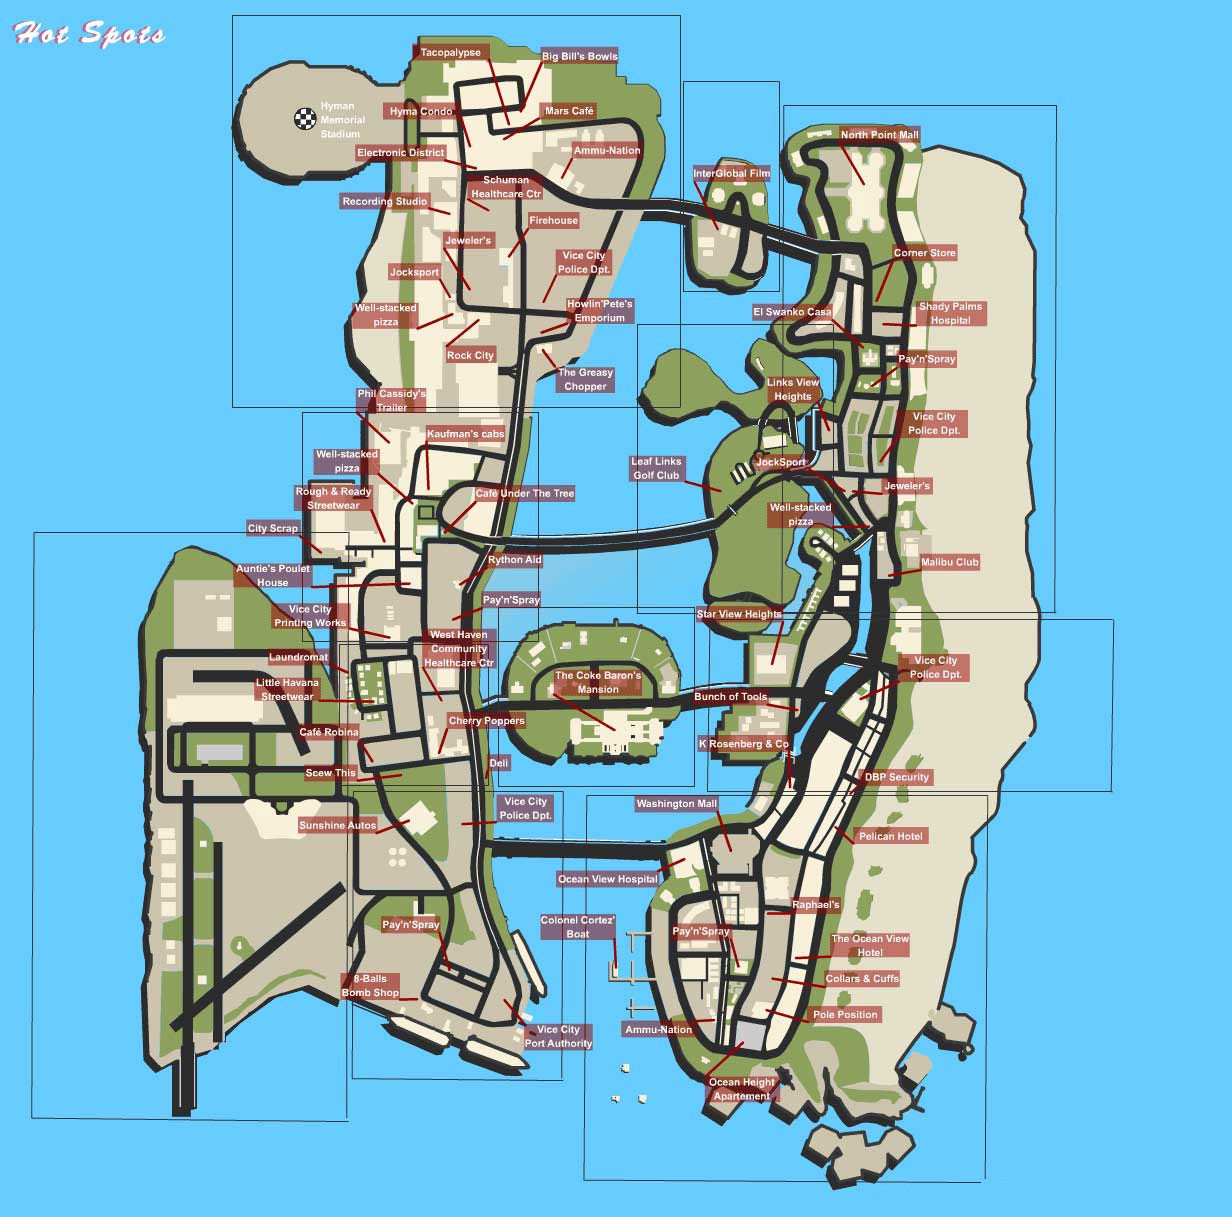 Hot Spots
Tacopalypse
Big Bill's Bowls
Hyman
Memorial
Stadium
Hyma Condo
Mars Café
North Point Mall
Electronic District
Ammu-Nation
InterGlobal Film
Schuman
Healthcare Ctr
Recording Studio
Firehouse
Jeweler's
Corner Store
Vice City
Police Dpt.
Jocksport
Well-stacked
pizza
Howlin'Pete's
Emporium
El Swanko Casa
Shady Palms
Hospital
Rock City
Pay'n'Spray
The Greasy
Chopper
Links View
Heights
Phil Cassidy's
Trailer
Vice City
Police Dpt.
Kaufman's cabs
Well-stacked
pizza
Leaf Links
Golf Club
JockSport
Jeweler's
Rough & Ready
Streetwear
Café Under The Tree
Well-stacked
pizza
City Scrap
Rython Aid
Malibu Club
Auntie's Poulet
House
Pay'n'Spray
Vice City
Printing Works
Star View Heights
West Haven
Community
Healthcare Ctr
Laundromat
Vice City
Police Dpt.
The Coke Baron's
Mansion
Little Havana
Streetwear
Bunch of Tools
Cherry Poppers
Café Robina
K Rosenberg & Co
Deli
Scew This
DBP Security
Vice City
Police Dpt.
Washington Mall
Sunshine Autos
Pelican Hotel
Ocean View Hospital
Raphael's
Colonel Cortez'
Boat
Pay'n'Spray
Pay'n'Spray
The Ocean View
Hotel
8-Balls
Bomb Shop
Collars & Cuffs
Pole Position
Vice City
Port Authority
Ammu-Nation
Ocean Height
Apartement